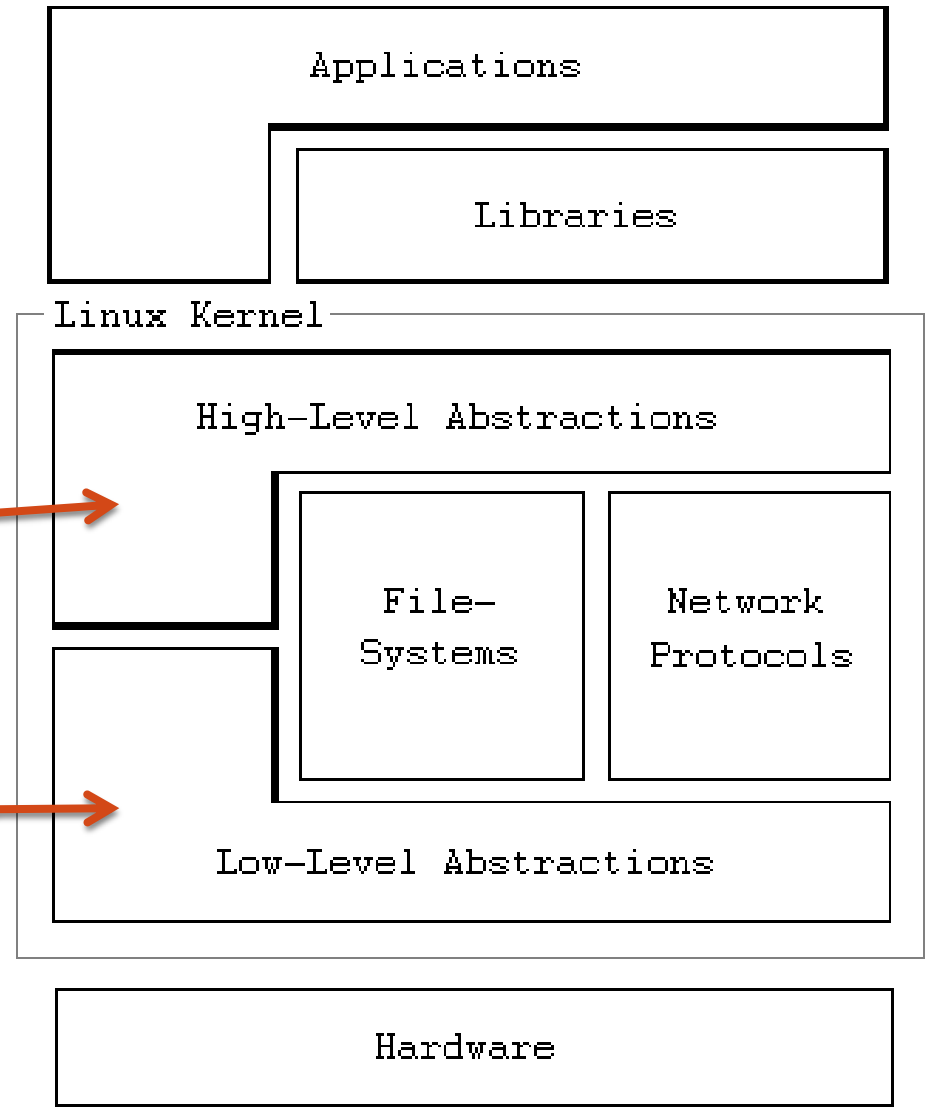 Applications
Libraries
Linux Kernel
High-Level Abstractions
File-
Systems
Network
Protocols
Low-Level Abstractions
Hardware